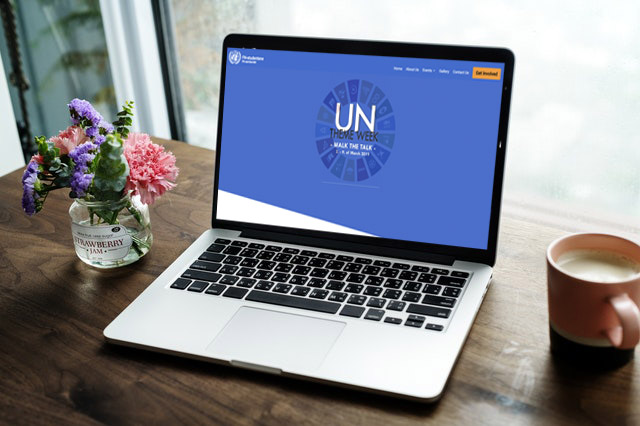 Home About Us Events Gallery Contact Us Get Involved
UN
THEME WEEK
- WALK THE TALK -
of March 2019
STRAWBERRY
JAM